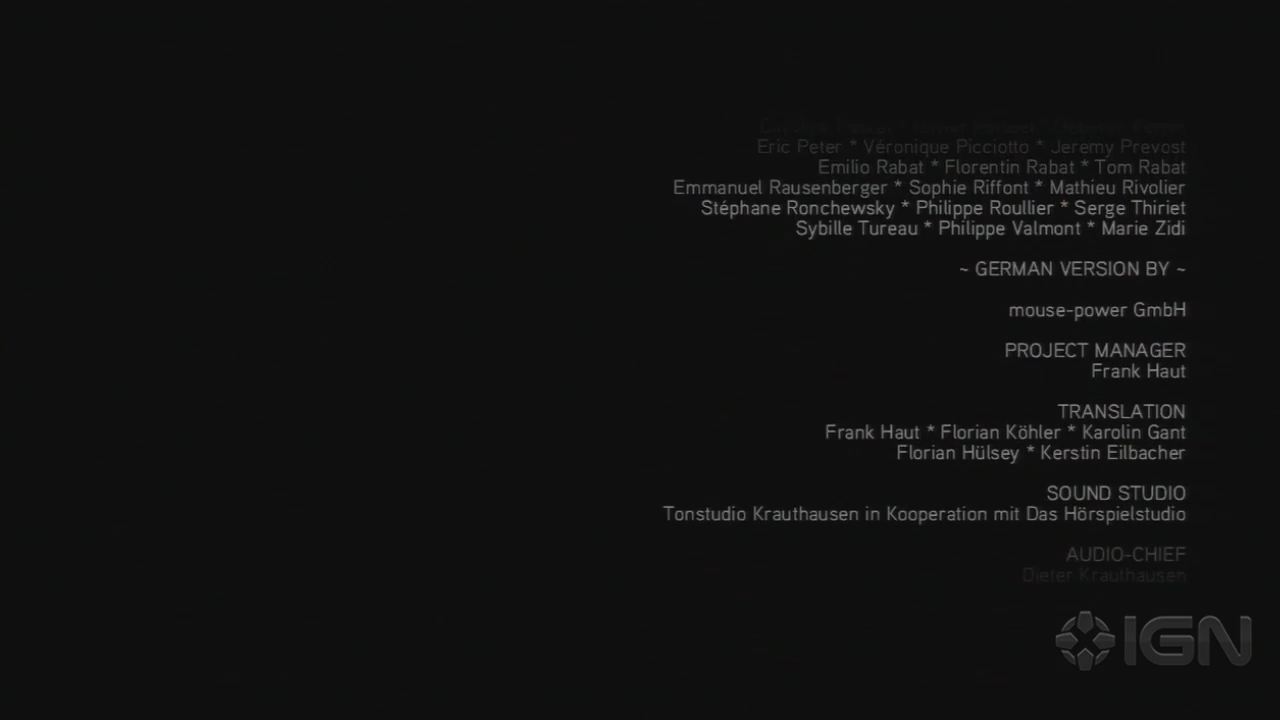 Eric Peter * Véronique Picciotto * Jeremy Prevost
Emilio Rabat * Florentin Rabat * Tom Rabat
Emmanuel Rausenberger * Sophie Riffont * Mathieu Rivolier
Stéphane Ronchewsky * Philippe Roullier * Serge Thiriet
Sybille Tureau * Philippe Valmont * Marie Zidi
~ GERMAN VERSION BY ~
mouse-power GmbH
PROJECT MANAGER
Frank Haut
TRANSLATION
Frank Haut * Florian Köhler * Karolin Gant
Florian Hülsey * Kerstin Eilbacher
SOUND STUDIO
Tonstudio Krauthausen in Kooperation mit Das Hörspielstudio
AUDIO-CHIEF
Dieter Krauthausen
IGN